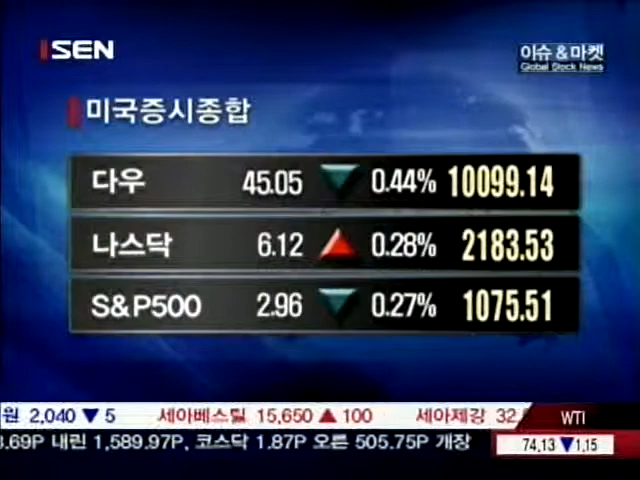 SEN
이슈&마켓
Global Stock News
미국증시종합
다우 45.05 ▼ 0.44% 10099.14
나스닥 6.12 ▲ 0.28% 2183.53
S&P500 2.96 ▼ 0.27% 1075.51
원 2,040 ▼ 5 세아베스틸 15,650 ▲ 100 세아제강 32
WTI
.69P 내린 1,589.97P, 코스닥 1.87P 오른 505.75P 개장
74.13 ▼1.15